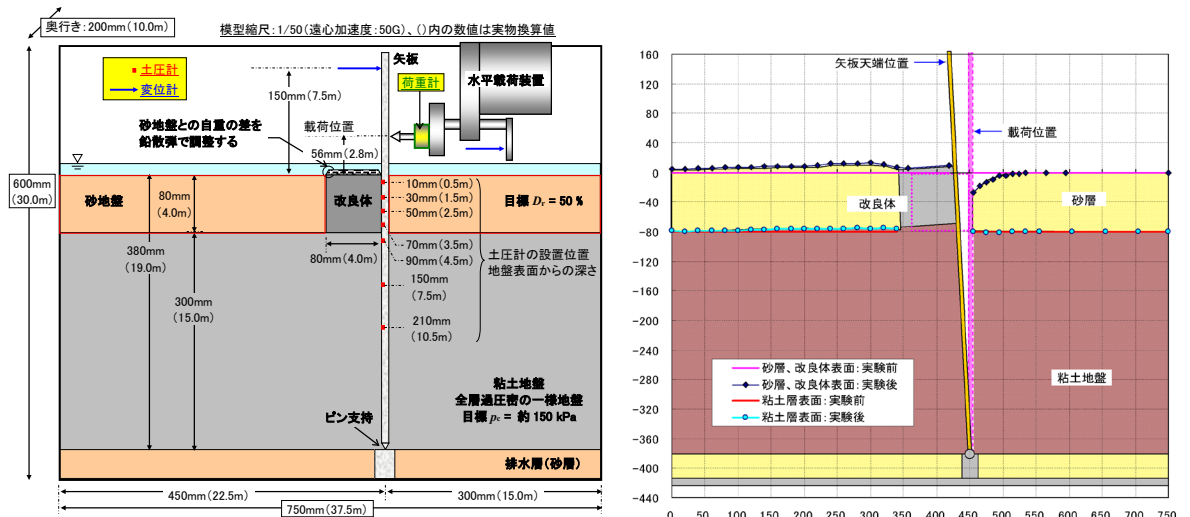 奥行き:200mm(10.0m)
模型縮尺:1/50(遠心加速度:50G)、()内の数値は実物換算値
矢板
土圧計
変位計
荷重計
水平載荷装置
150mm(7.5m)
砂地盤との自重の差を
鉛散弾で調整する
載荷位置
56mm(2.8m)
600mm
(30.0m)
砂地盤
80mm
(4.0m)
改良体
10mm(0.5m)
30mm(1.5m)
50mm(2.5m)
目標 Dr = 50 %
380mm
(19.0m)
80mm(4.0m)
70mm(3.5m)
90mm(4.5m)
土圧計の設置位置
地盤表面からの深さ
150mm
(7.5m)
300mm
(15.0m)
210mm
(10.5m)
粘土地盤
全層過圧密の一様地盤
目標 pc = 約 150 kPa
ピン支持
排水層(砂層)
450mm(22.5m)
300mm(15.0m)
750mm(37.5m)
160
120
80
40
0
-40
-80
-120
-160
-200
-240
-280
-320
-360
-400
-440
矢板天端位置
載荷位置
改良体
砂層
砂層、改良体表面:実験前
砂層、改良体表面:実験後
粘土層表面:実験前
粘土層表面:実験後
粘土地盤
0 50 100 150 200 250 300 350 400 450 500 550 600 650 700 750